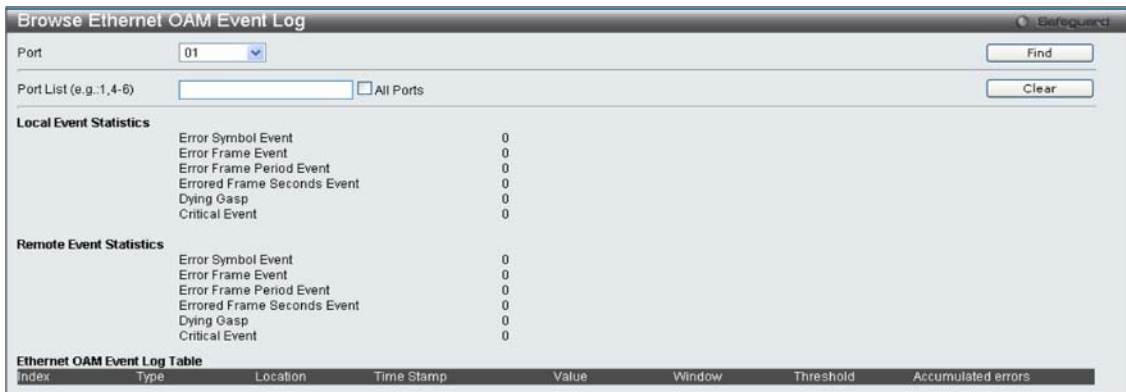 Browse Ethernet OAM Event Log Safeguard
Port 01 Find
Port List (e.g.:1,4-6) All Ports Clear
Local Event Statistics
Error Symbol Event 0
Error Frame Event 0
Error Frame Period Event 0
Errored Frame Seconds Event 0
Dying Gasp 0
Critical Event 0
Remote Event Statistics
Error Symbol Event 0
Error Frame Event 0
Error Frame Period Event 0
Errored Frame Seconds Event 0
Dying Gasp 0
Critical Event 0
Ethernet OAM Event Log Table
Index Type Location Time Stamp Value Window Threshold Accumulated errors